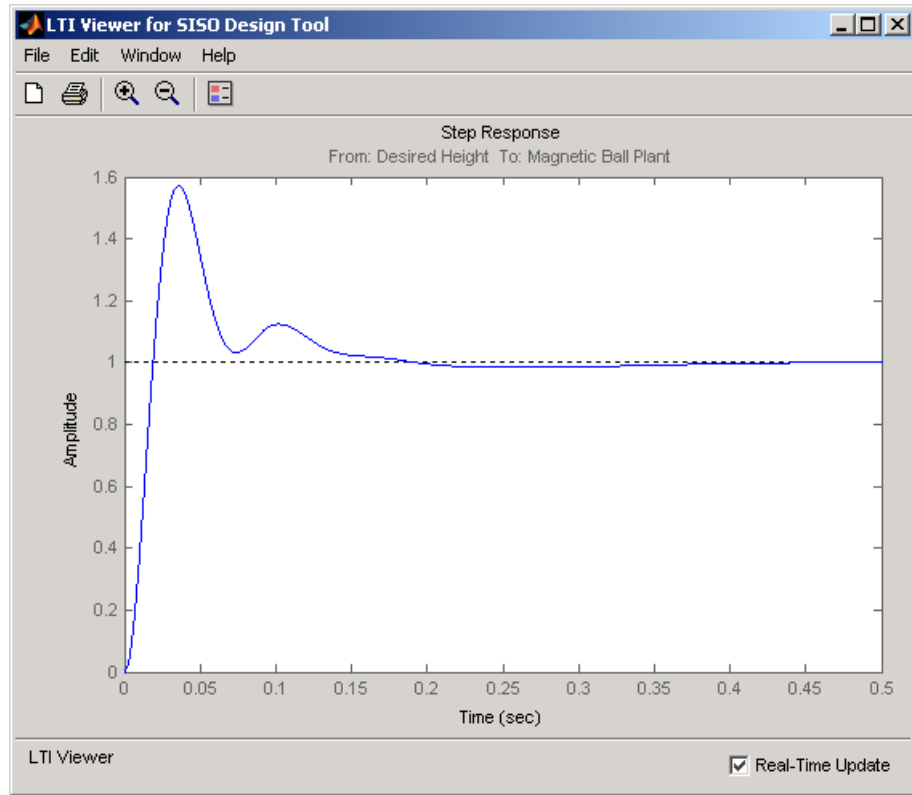 LTI Viewer for SISO Design Tool
File Edit Window Help
Step Response
From: Desired Height To: Magnetic Ball Plant
1.6
1.4
1.2
1
0.8
0.6
0.4
0.2
0
Amplitude
0 0.05 0.1 0.15 0.2 0.25 0.3 0.35 0.4 0.45 0.5
Time (sec)
LTI Viewer
Real-Time Update